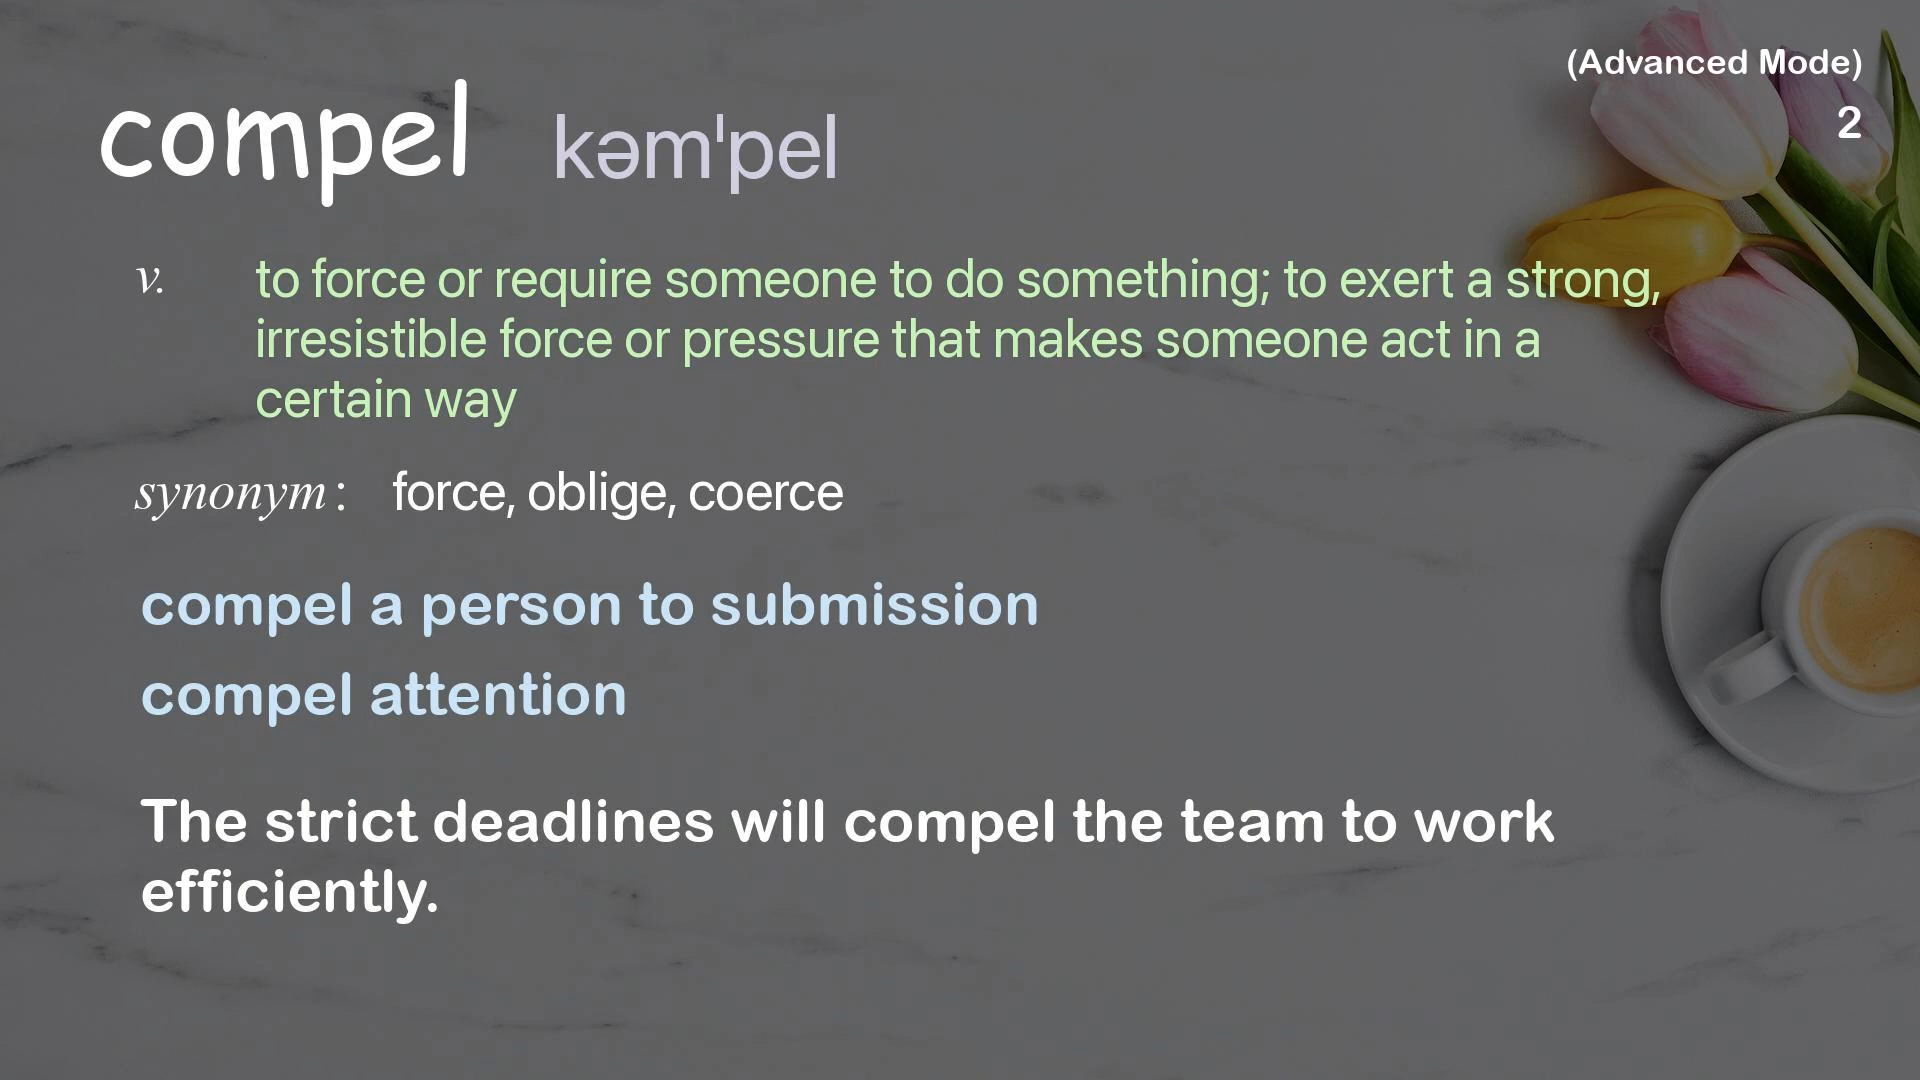 (Advanced Mode)
2
compel kəmˈpel
v. to force or require someone to do something; to exert a strong,
irresistible force or pressure that makes someone act in a
certain way
synonym : force, oblige, coerce
compel a person to submission
compel attention
The strict deadlines will compel the team to work
efficiently.